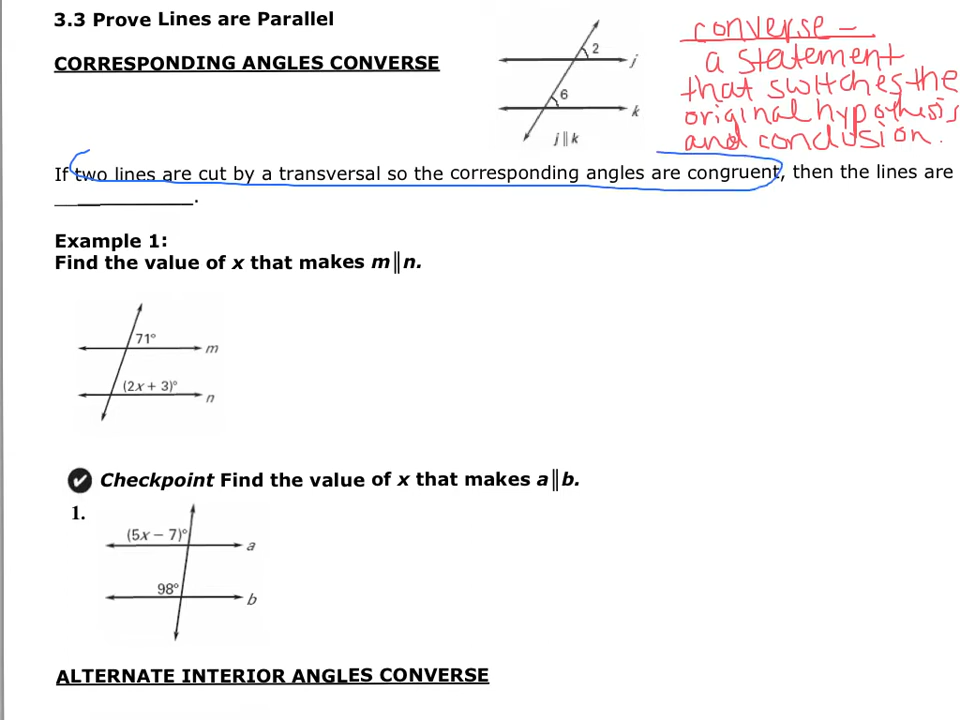 3.3 Prove Lines are Parallel
CORRESPONDING ANGLES CONVERSE
2
j
6
k
j ∥ k
converse –
a statement
that switches the
original hypothesis
and conclusion.
If two lines are cut by a transversal so the corresponding angles are congruent, then the lines are
______________.
Example 1:
Find the value of x that makes m∥n.
71°
m
(2x + 3)°
n
Checkpoint Find the value of x that makes a∥b.
1.
(5x – 7)°
a
98°
b
ALTERNATE INTERIOR ANGLES CONVERSE